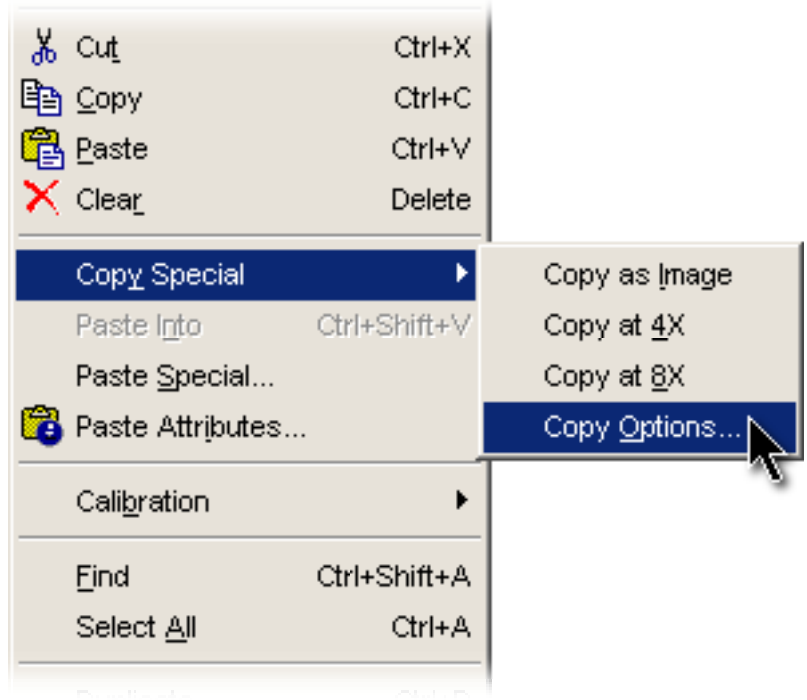 Cut Ctrl+X
Copy Ctrl+C
Paste Ctrl+V
Clear Delete
Copy Special
Paste Into Ctrl+Shift+V
Paste Special...
Paste Attributes...
Calibration
Find Ctrl+Shift+A
Select All Ctrl+A
Copy as Image
Copy at 4X
Copy at 8X
Copy Options...